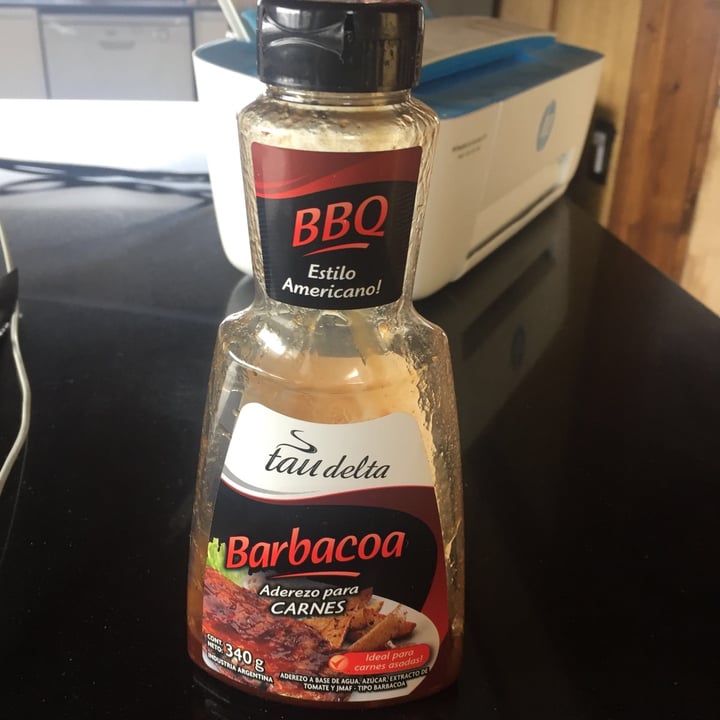 BBQ
Estilo
Americano!
tau delta
Barbacoa
Aderezo para
CARNES
CONT.
NETO: 340 g
INDUSTRIA ARGENTINA
Ideal para
carnes asadas!
ADEREZO A BASE DE AGUA, AZÚCAR, EXTRACTO DE
TOMATE Y JMAF - TIPO BARBACOA
hp